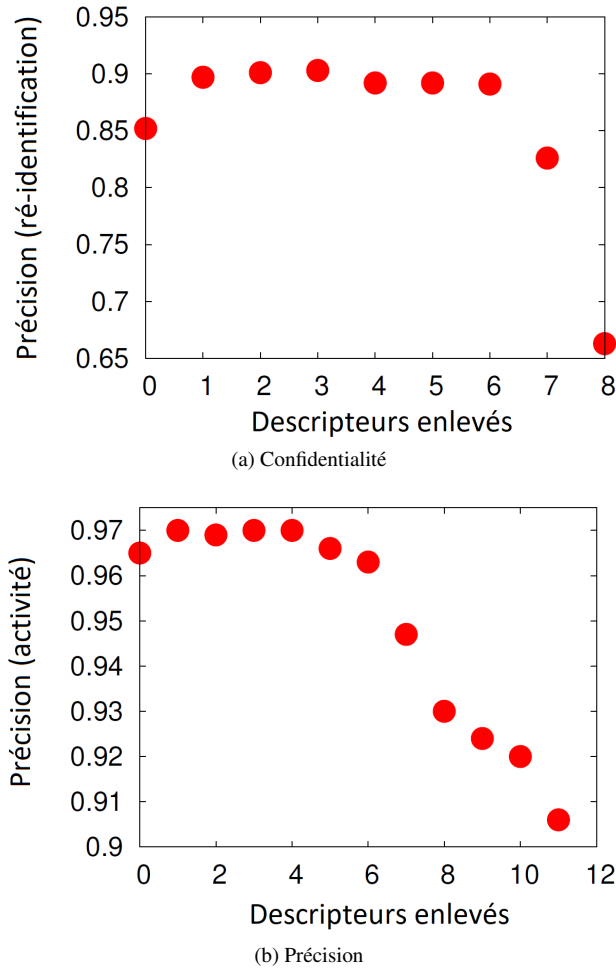 0.95
0.9
0.85
0.8
0.75
0.7
0.65
Précision (ré-identification)
0 1 2 3 4 5 6 7 8
Descripteurs enlevés
(a) Confidentialité
0.97
0.96
0.95
0.94
0.93
0.92
0.91
0.9
Précision (activité)
0 2 4 6 8 10 12
Descripteurs enlevés
(b) Précision